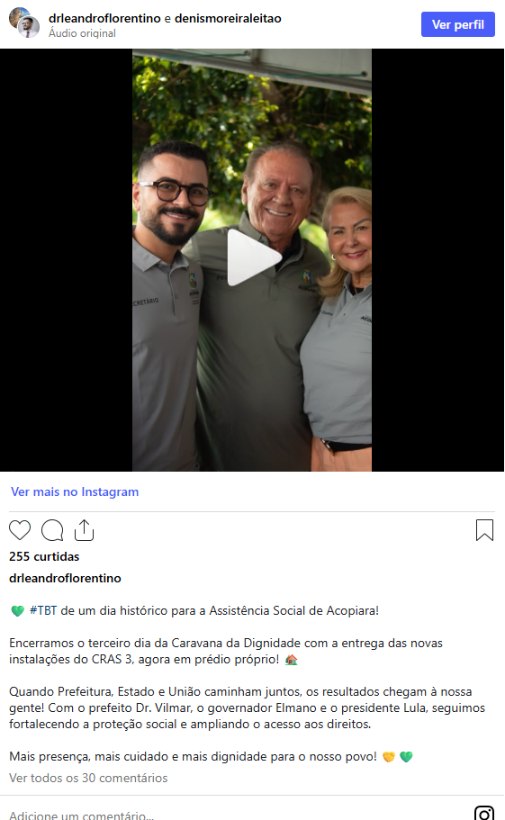 drleandroflorentino e denismoreiraleitao
Áudio original
Ver perfil
CRETÁRIO
Ver mais no Instagram
255 curtidas
drleandroflorentino
💚 #TBT de um dia histórico para a Assistência Social de Acopiara!
Encerramos o terceiro dia da Caravana da Dignidade com a entrega das novas
instalações do CRAS 3, agora em prédio próprio! 🏠
Quando Prefeitura, Estado e União caminham juntos, os resultados chegam à nossa
gente! Com o prefeito Dr. Vilmar, o governador Elmano e o presidente Lula, seguimos
fortalecendo a proteção social e ampliando o acesso aos direitos.
Mais presença, mais cuidado e mais dignidade para o nosso povo! 🤝 💚
Ver todos os 30 comentários
Adicione um comentário...